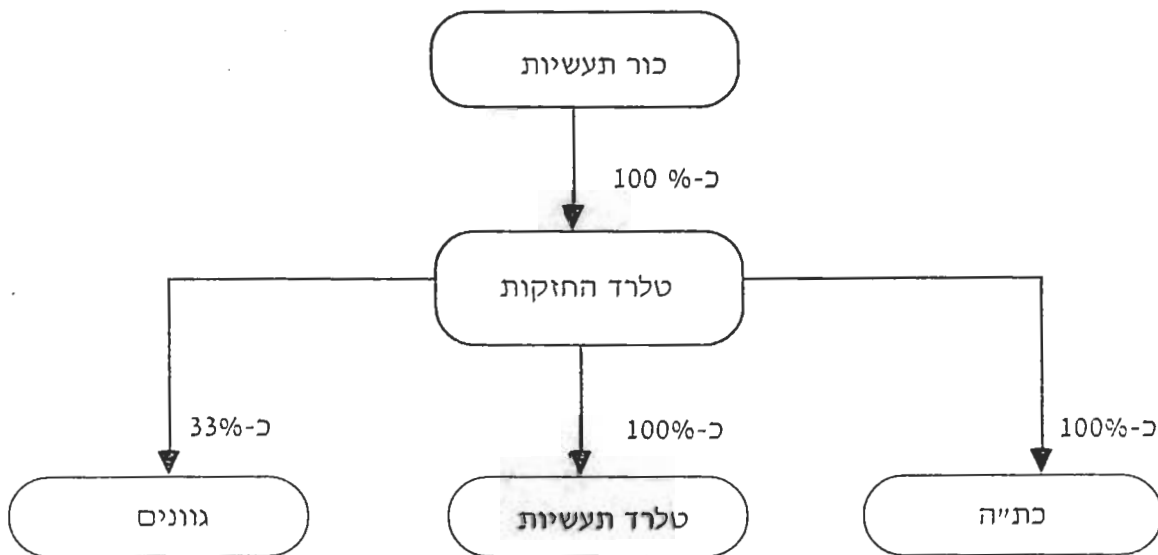 כור תעשיות
כ-% 100
טלרד החזקות
כ-100%
כ-100%
כ-33%
כת״ה
טלרד תעשיות
גוונים